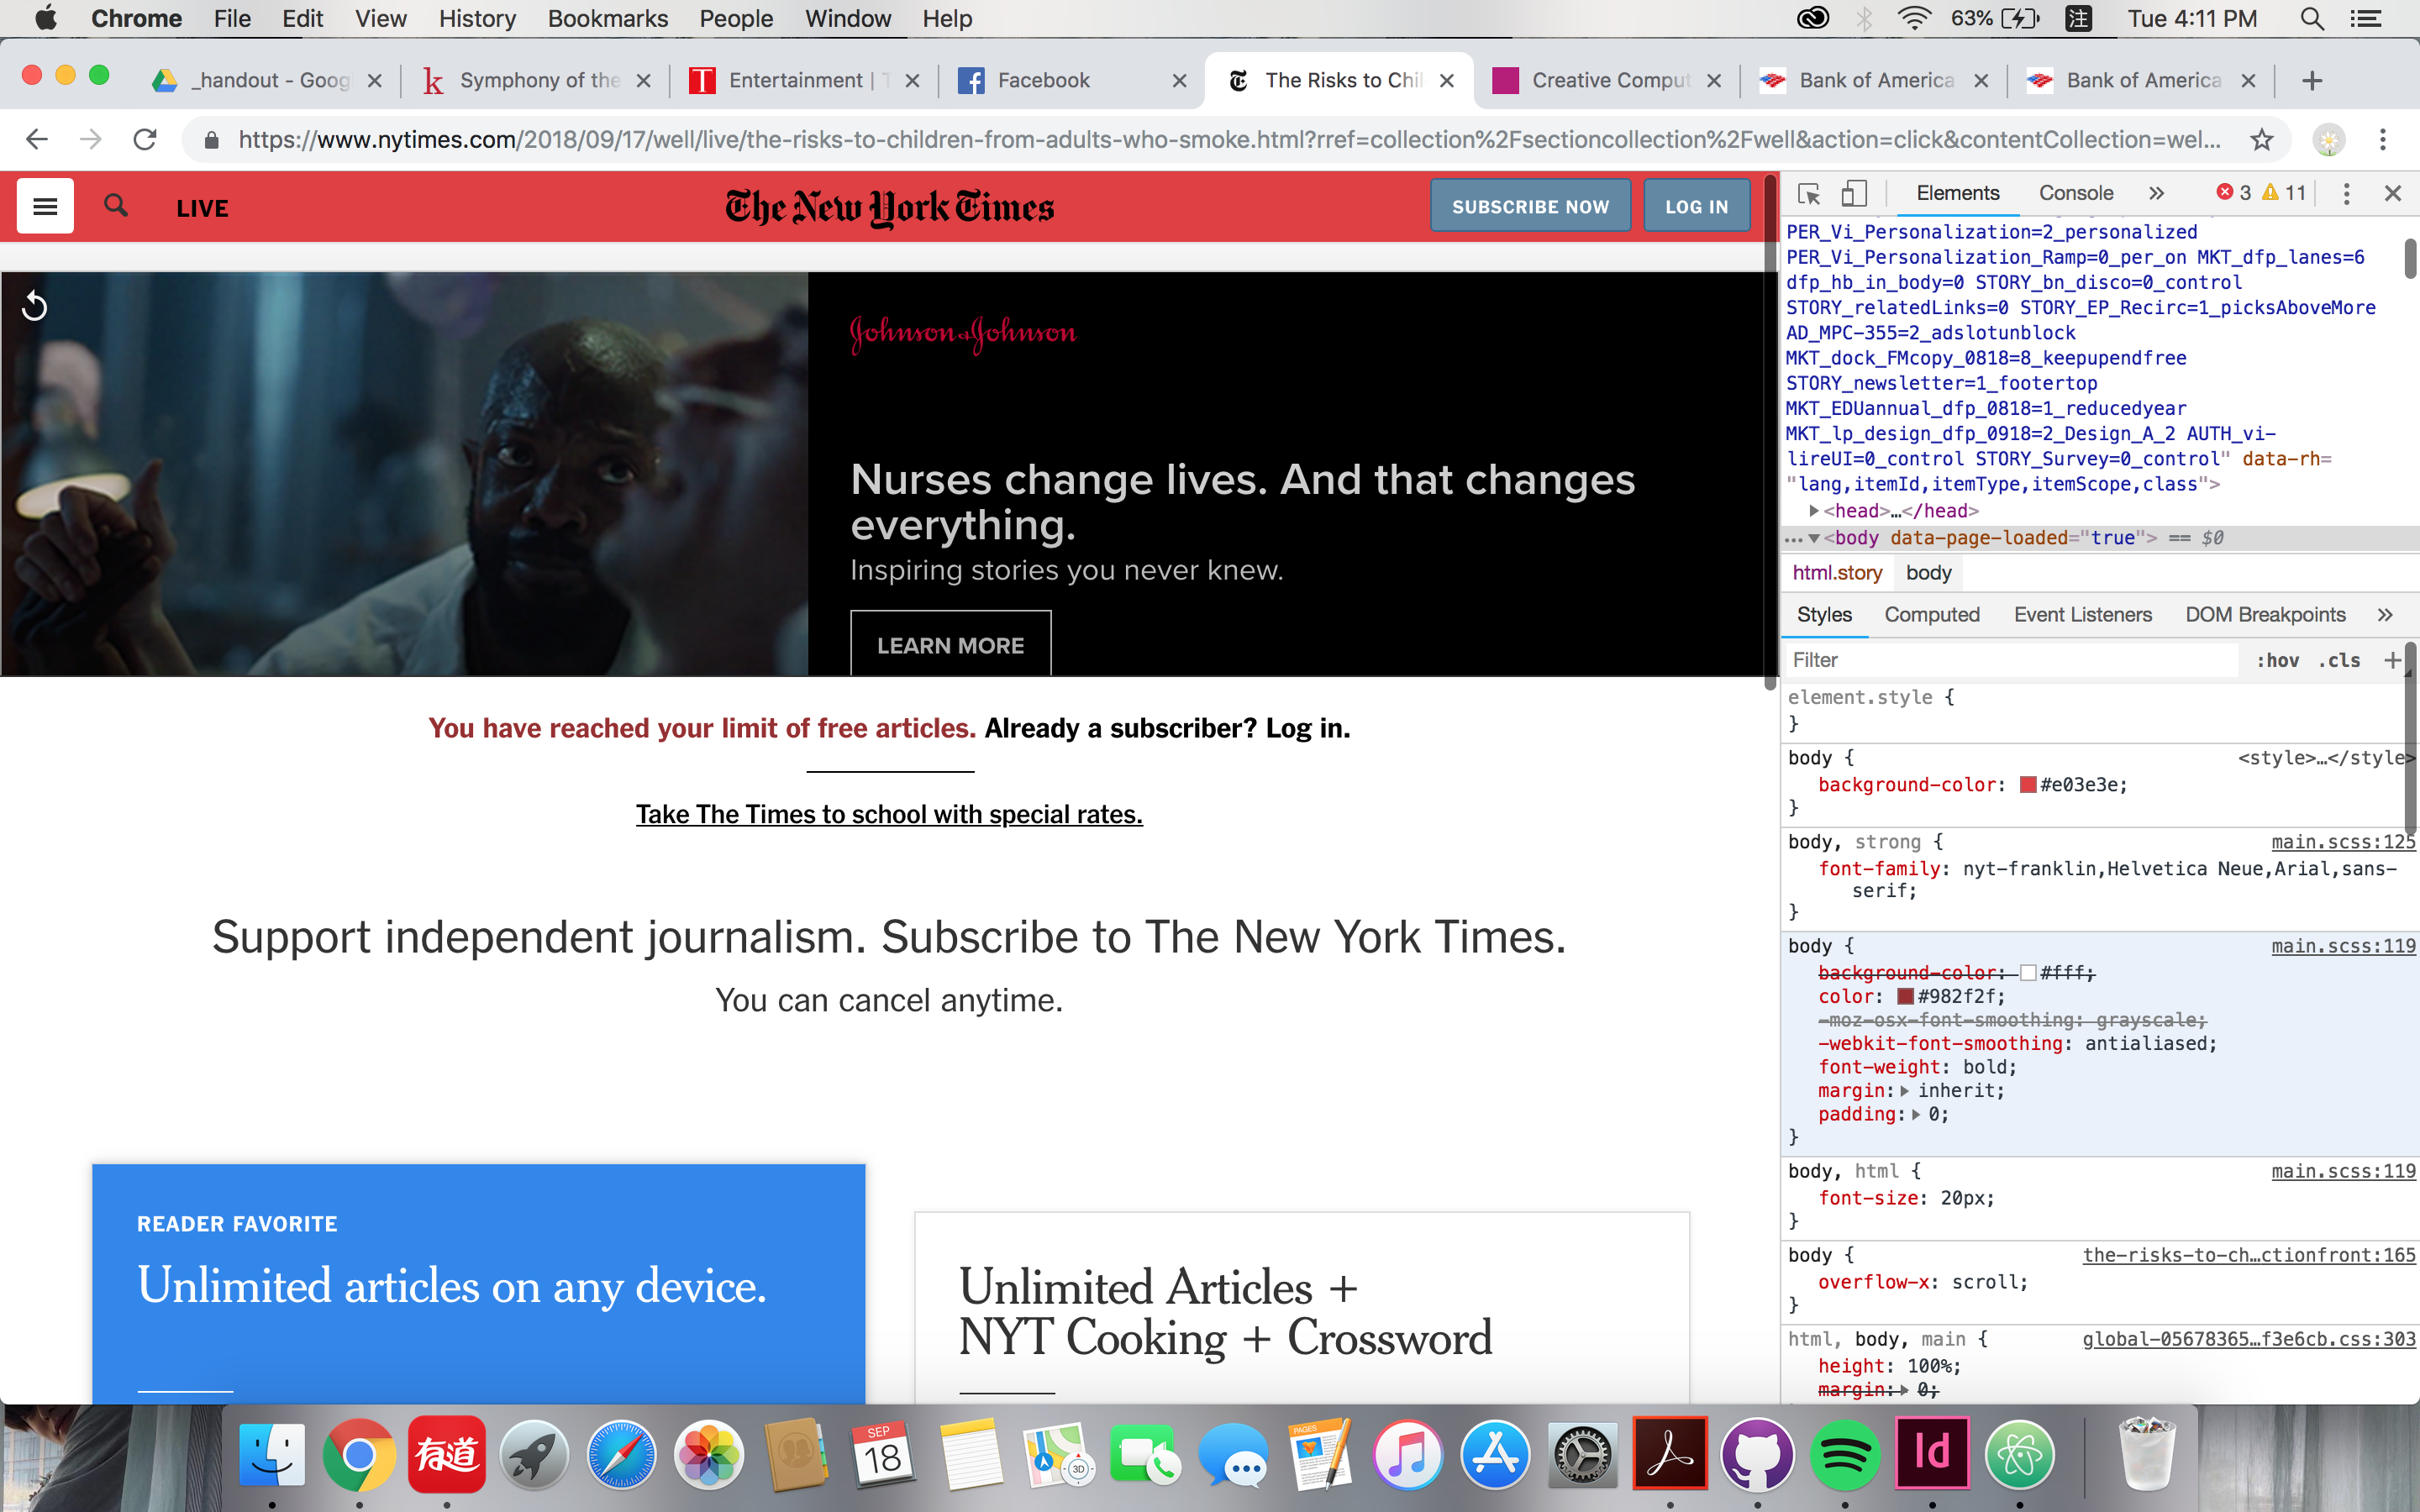 Chrome File Edit View History Bookmarks People Window Help 63% 注 Tue 4:11 PM
_handout - Goog Symphony of the Entertainment | T Facebook The Risks to Chil Creative Comput Bank of America Bank of America
https://www.nytimes.com/2018/09/17/well/live/the-risks-to-children-from-adults-who-smoke.html?rref=collection%2Fsectioncollection%2Fwell&action=click&contentCollection=wel...
LIVE The New York Times SUBSCRIBE NOW LOG IN
Johnson & Johnson
Nurses change lives. And that changes
everything.
Inspiring stories you never knew.
LEARN MORE
You have reached your limit of free articles. Already a subscriber? Log in.
Take The Times to school with special rates.
Support independent journalism. Subscribe to The New York Times.
You can cancel anytime.
READER FAVORITE
Unlimited articles on any device.
Unlimited Articles +
NYT Cooking + Crossword
Elements Console » 3 11
PER_Vi_Personalization=2_personalized
PER_Vi_Personalization_Ramp=0_per_on MKT_dfp_lanes=6
dfp_hb_in_body=0 STORY_bn_disco=0_control
STORY_relatedLinks=0 STORY_EP_Recirc=1_picksAboveMore
AD_MPC-355=2_adslotunblock
MKT_dock_FMcopy_0818=8_keepupendfree
STORY_newsletter=1_footertop
MKT_EDUannual_dfp_0818=1_reducedyear
MKT_lp_design_dfp_0918=2_Design_A_2 AUTH_vi-
lireUI=0_control STORY_Survey=0_control" data-rh=
"lang,itemId,itemType,itemScope,class">
<head>…</head>
… <body data-page-loaded="true"> == $0
html.story body
Styles Computed Event Listeners DOM Breakpoints »
Filter :hov .cls +
element.style {
}
body { <style>…</style>
background-color: #e03e3e;
}
body, strong { main.scss:125
font-family: nyt-franklin,Helvetica Neue,Arial,sans-
serif;
}
body { main.scss:119
background-color: #fff;
color: #982f2f;
-moz-osx-font-smoothing: grayscale;
-webkit-font-smoothing: antialiased;
font-weight: bold;
margin: inherit;
padding: 0;
}
body, html { main.scss:119
font-size: 20px;
}
body { the-risks-to-ch…ctionfront:165
overflow-x: scroll;
}
html, body, main { global-05678365…f3e6cb.css:303
height: 100%;
margin: 0;
有道 SEP 18 3D PAGES Id